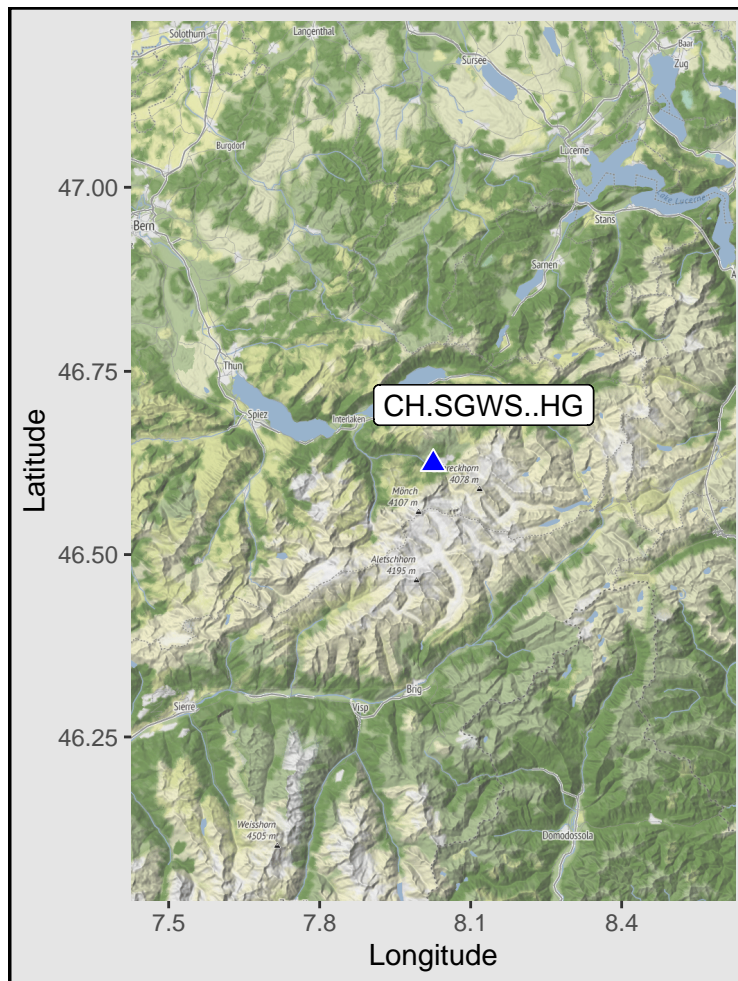 Solothurn
Langenthal
Baar
Zug
Sursee
Burgdorf
Lucerne
47.00
Lake Lucerne
Bern
Stans
Sarnen
46.75
Thun
CH.SGWS..HG
Spiez
Interlaken
Latitude
4078 m
Mönch
4107 m
46.50
Aletschhorn
4195 m
Brig
Sierre
Visp
46.25
Weisshorn
4505 m
Domodossola
7.5
7.8
8.1
8.4
Longitude